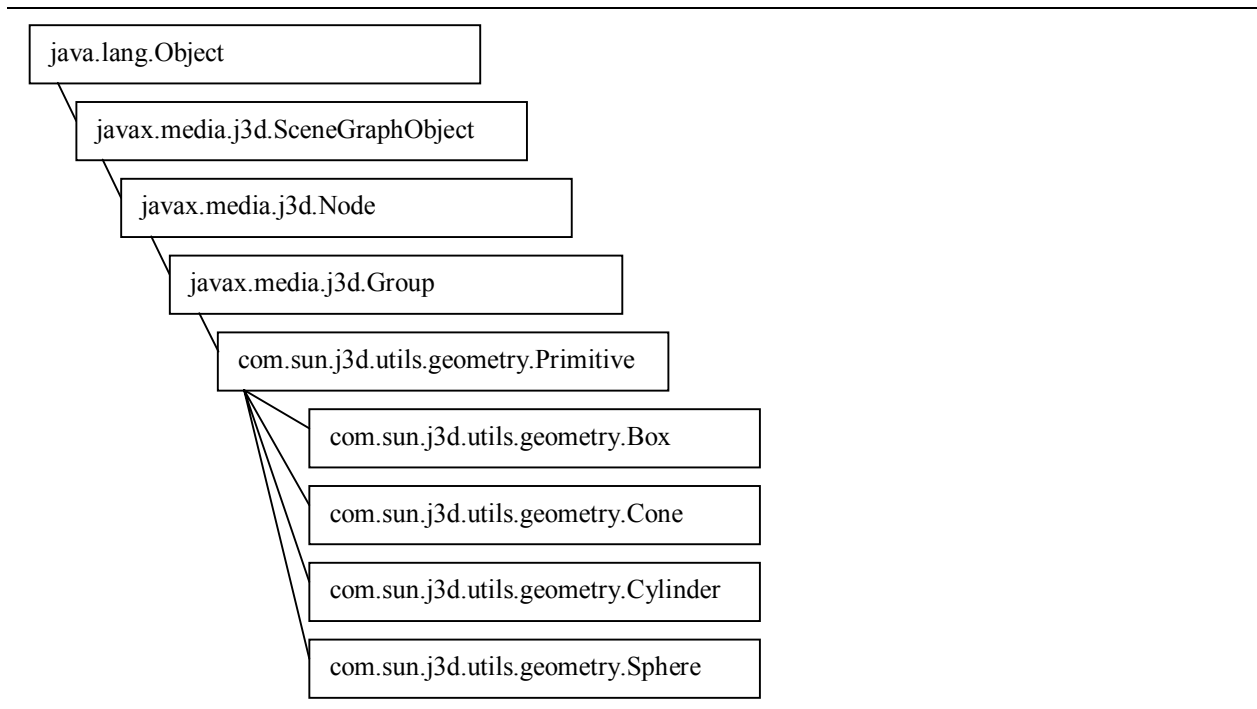 java.lang.Object
javax.media.j3d.SceneGraphObject
javax.media.j3d.Node
javax.media.j3d.Group
com.sun.j3d.utils.geometry.Primitive
com.sun.j3d.utils.geometry.Box
com.sun.j3d.utils.geometry.Cone
com.sun.j3d.utils.geometry.Cylinder
com.sun.j3d.utils.geometry.Sphere